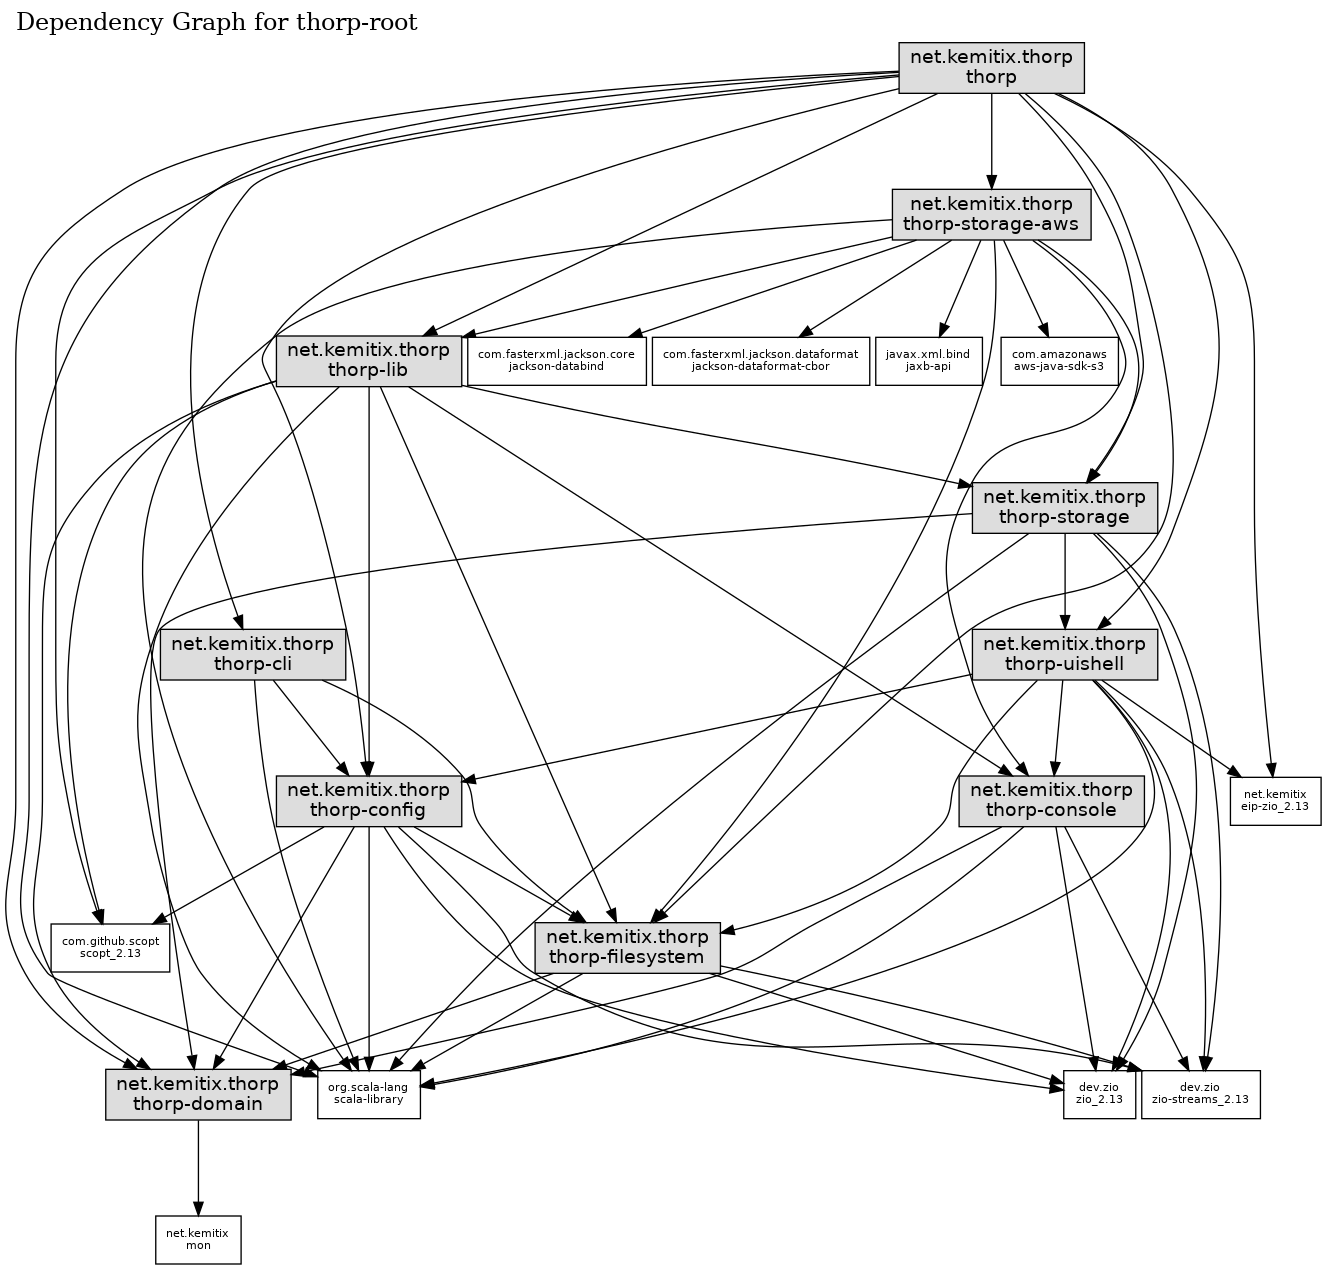 Dependency Graph for thorp-root
net.kemitix.thorp
thorp
net.kemitix.thorp
thorp-storage-aws
net.kemitix.thorp
thorp-lib
com.fasterxml.jackson.core
jackson-databind
com.fasterxml.jackson.dataformat
jackson-dataformat-cbor
javax.xml.bind
jaxb-api
com.amazonaws
aws-java-sdk-s3
net.kemitix.thorp
thorp-storage
net.kemitix.thorp
thorp-cli
net.kemitix.thorp
thorp-uishell
net.kemitix.thorp
thorp-config
net.kemitix.thorp
thorp-console
net.kemitix
eip-zio_2.13
com.github.scopt
scopt_2.13
net.kemitix.thorp
thorp-filesystem
net.kemitix.thorp
thorp-domain
org.scala-lang
scala-library
dev.zio
zio_2.13
dev.zio
zio-streams_2.13
net.kemitix
mon